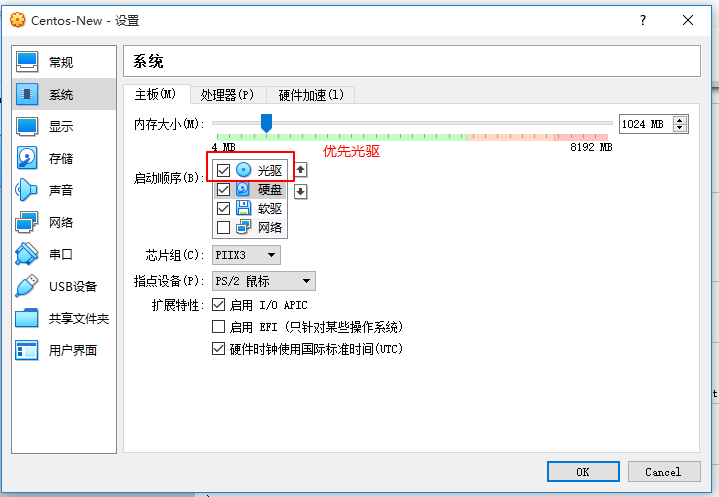 Centos-New - 设置
常规
系统
显示
存储
声音
网络
串口
USB设备
共享文件夹
用户界面
系统
主板(M) 处理器(P) 硬件加速(l)
内存大小(M): 1024 MB
4 MB 优先光驱 8192 MB
启动顺序(B): 光驱
硬盘
软驱
网络
芯片组(C): PIIX3
指点设备(P): PS/2 鼠标
扩展特性: 启用 I/O APIC
启用 EFI (只针对某些操作系统)
硬件时钟使用国际标准时间(UTC)
OK Cancel
t